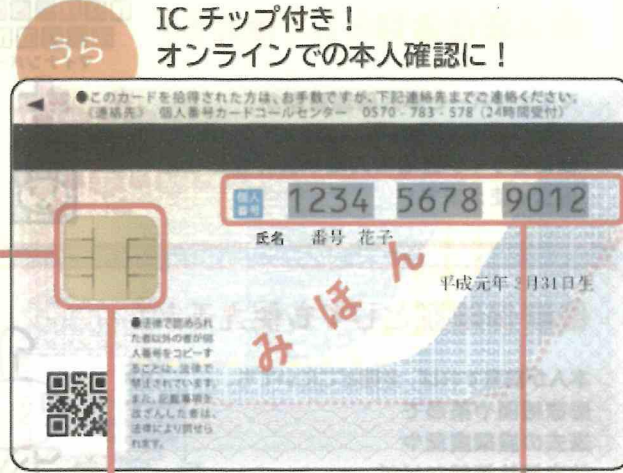 うら
IC チップ付き！
オンラインでの本人確認に！
●このカードを拾得された方は、お手数ですが、下記連絡先までご連絡ください。
《連絡先》 個人番号カードコールセンター 0570-783-578（24時間受付）
個人
番号
1234 5678 9012
氏名 番号 花子
平成元年 3月31日生
みほん
●法律で認められ
た者以外の者が個
人番号をコピーす
ることは、法律で
禁止されています。
また、記載事項を
改ざんした者は、
法律により罰せら
れます。